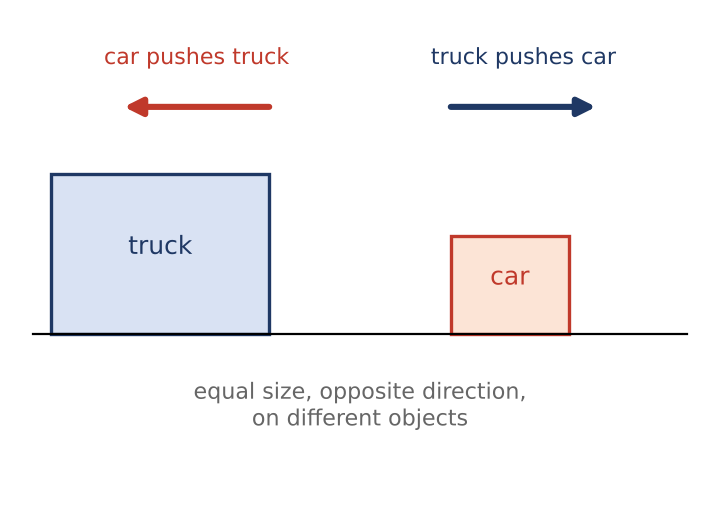 car pushes truck
truck pushes car
truck
car
equal size, opposite direction,
on different objects